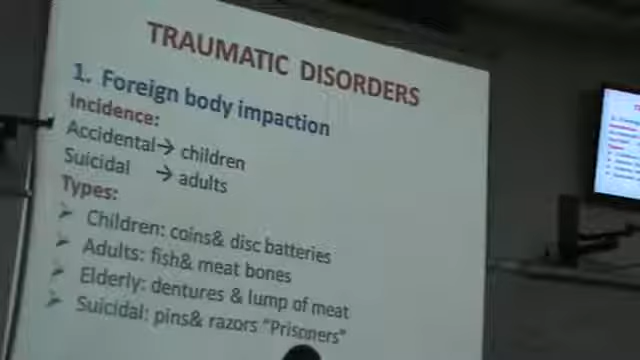 TRAUMATIC DISORDERS
1. Foreign body impaction
Incidence:
Accidental→ children
Suicidal → adults
Types:
➢ Children: coins& disc batteries
➢ Adults: fish& meat bones
➢ Elderly: dentures & lump of meat
➢ Suicidal: pins& razors “Prisoners”